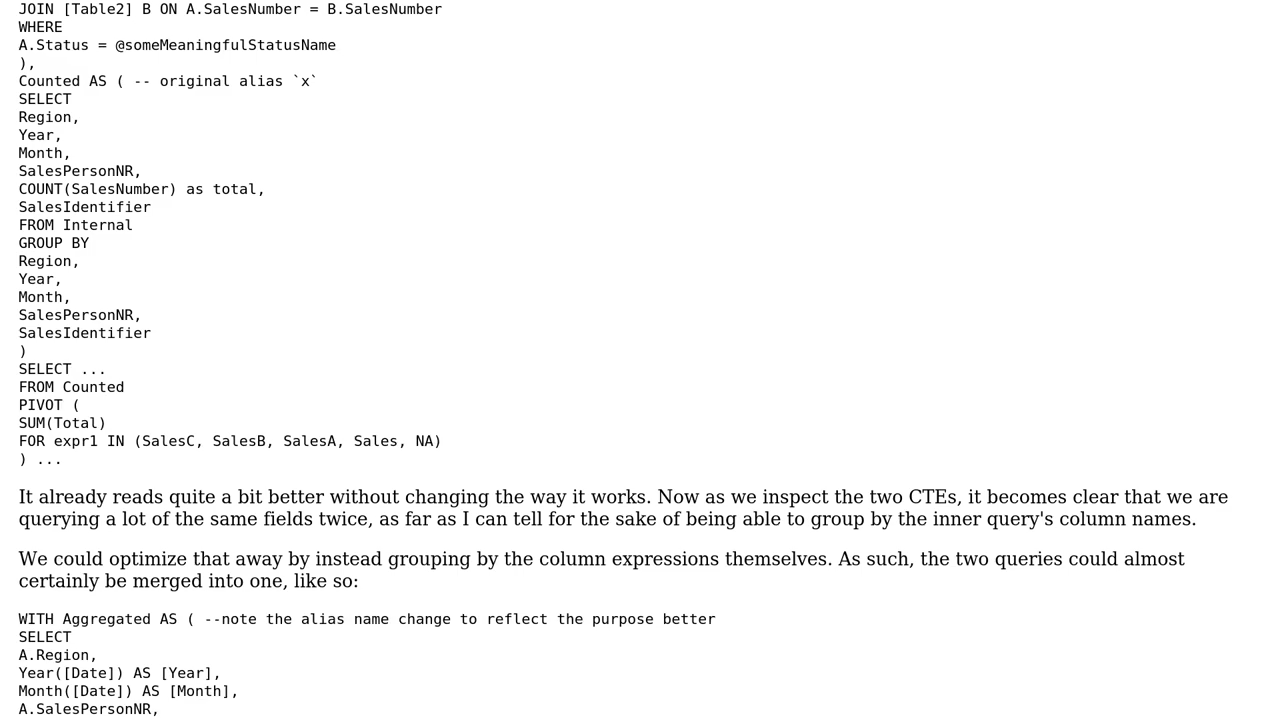 JOIN [Table2] B ON A.SalesNumber = B.SalesNumber
WHERE
A.Status = @someMeaningfulStatusName
),
Counted AS ( -- original alias `x`
SELECT
Region,
Year,
Month,
SalesPersonNR,
COUNT(SalesNumber) as total,
SalesIdentifier
FROM Internal
GROUP BY
Region,
Year,
Month,
SalesPersonNR,
SalesIdentifier
)
SELECT ...
FROM Counted
PIVOT (
SUM(Total)
FOR expr1 IN (SalesC, SalesB, SalesA, Sales, NA)
) ...
It already reads quite a bit better without changing the way it works. Now as we inspect the two CTEs, it becomes clear that we are
querying a lot of the same fields twice, as far as I can tell for the sake of being able to group by the inner query's column names.
We could optimize that away by instead grouping by the column expressions themselves. As such, the two queries could almost
certainly be merged into one, like so:
WITH Aggregated AS ( --note the alias name change to reflect the purpose better
SELECT
A.Region,
Year([Date]) AS [Year],
Month([Date]) AS [Month],
A.SalesPersonNR,